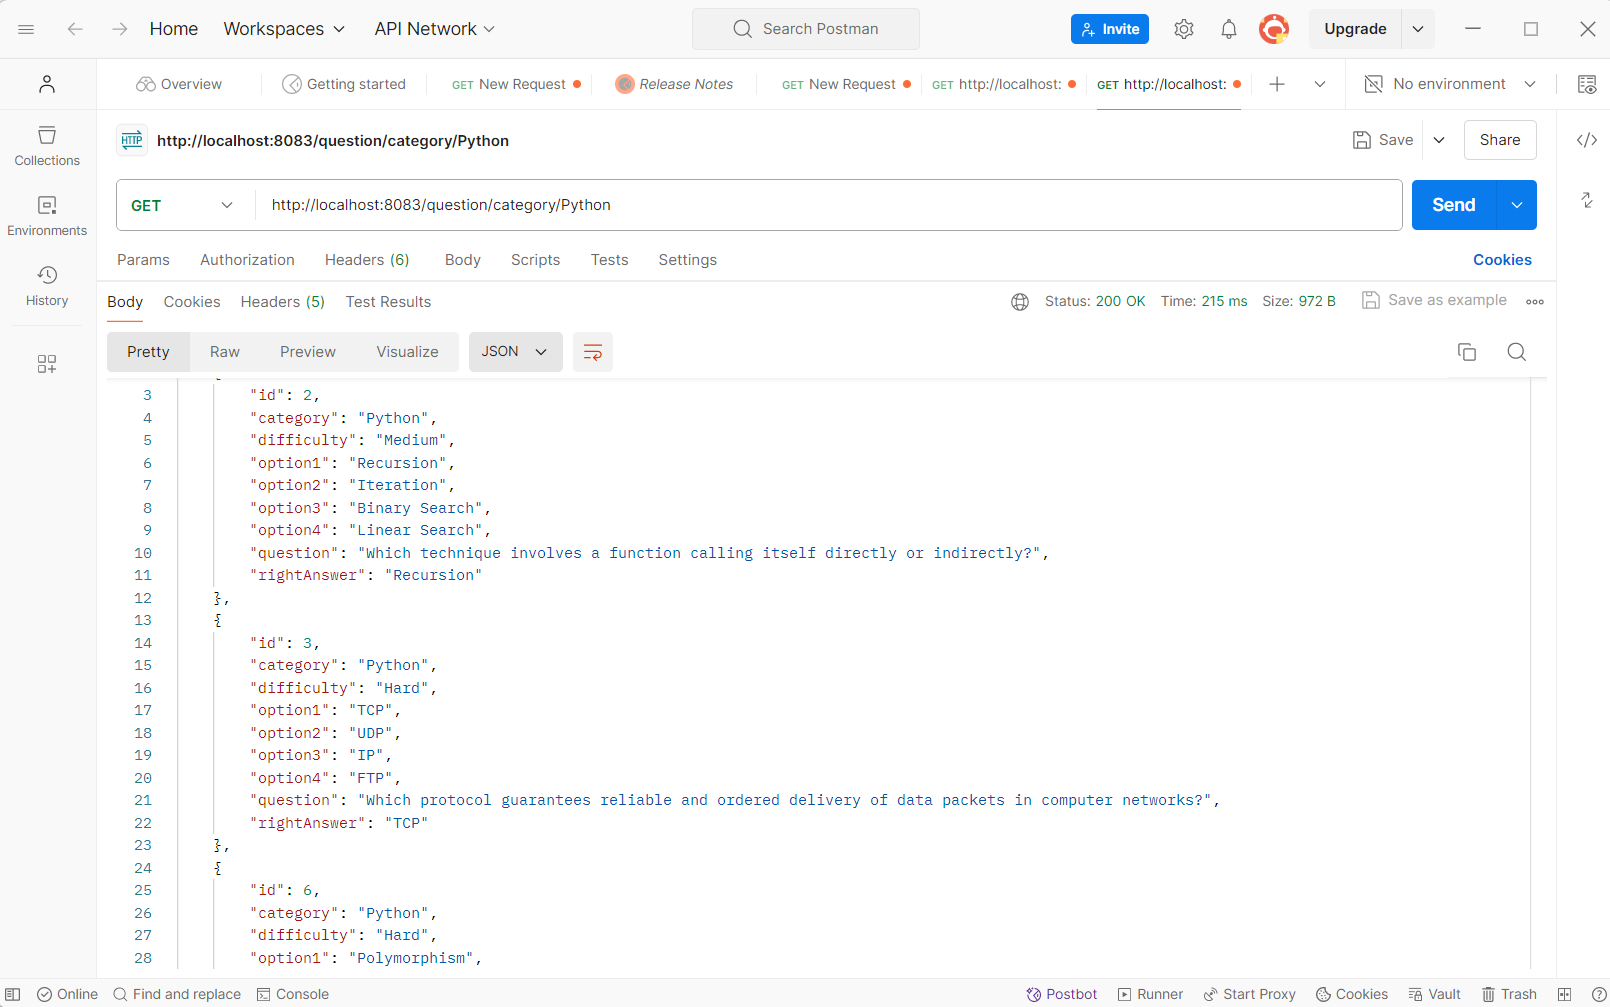 Home Workspaces API Network Search Postman Invite Upgrade
Overview Getting started GET New Request Release Notes GET New Request GET http://localhost: GET http://localhost: No environment
HTTP http://localhost:8083/question/category/Python Save Share
Collections
GET http://localhost:8083/question/category/Python Send
Environments
Params Authorization Headers (6) Body Scripts Tests Settings Cookies
History
Body Cookies Headers (5) Test Results Status: 200 OK Time: 215 ms Size: 972 B Save as example
Pretty Raw Preview Visualize JSON
3 "id": 2,
4 "category": "Python",
5 "difficulty": "Medium",
6 "option1": "Recursion",
7 "option2": "Iteration",
8 "option3": "Binary Search",
9 "option4": "Linear Search",
10 "question": "Which technique involves a function calling itself directly or indirectly?",
11 "rightAnswer": "Recursion"
12 },
13 {
14 "id": 3,
15 "category": "Python",
16 "difficulty": "Hard",
17 "option1": "TCP",
18 "option2": "UDP",
19 "option3": "IP",
20 "option4": "FTP",
21 "question": "Which protocol guarantees reliable and ordered delivery of data packets in computer networks?",
22 "rightAnswer": "TCP"
23 },
24 {
25 "id": 6,
26 "category": "Python",
27 "difficulty": "Hard",
28 "option1": "Polymorphism",
Online Find and replace Console Postbot Runner Start Proxy Cookies Vault Trash